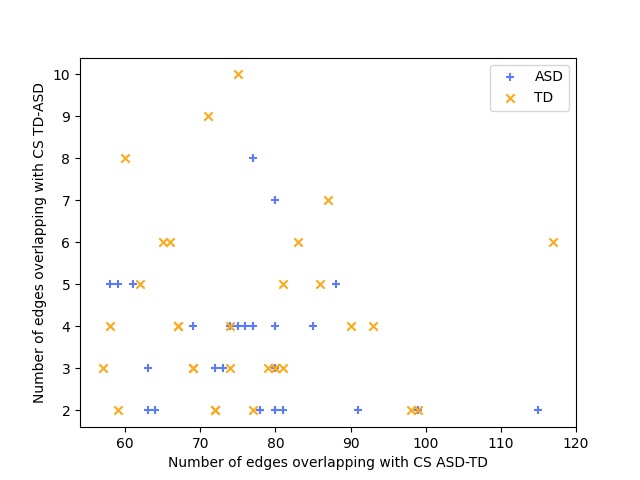 10
9
8
7
6
5
4
3
2
Number of edges overlapping with CS TD-ASD
ASD
TD
60 70 80 90 100 110 120
Number of edges overlapping with CS ASD-TD